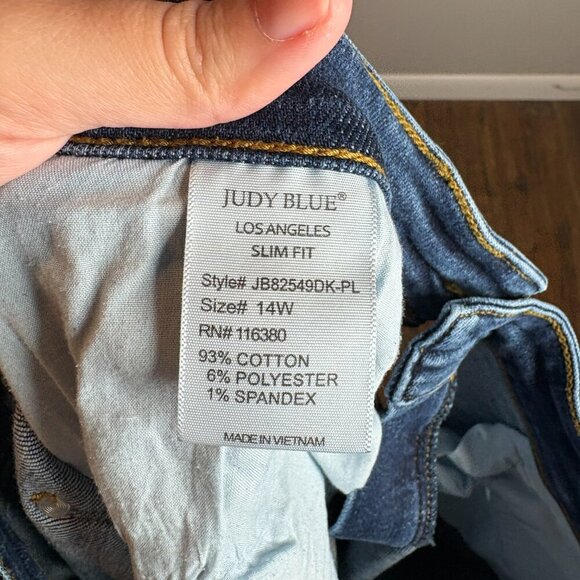 JUDY BLUE®
LOS ANGELES
SLIM FIT
Style# JB82549DK-PL
Size# 14W
RN# 116380
93% COTTON
6% POLYESTER
1% SPANDEX
MADE IN VIETNAM